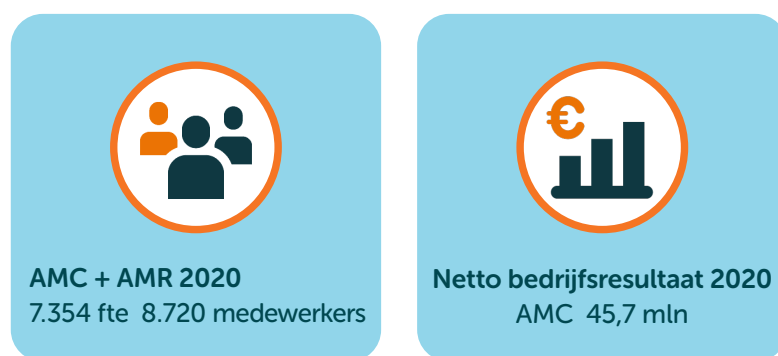 €
AMC + AMR 2020
7.354 fte 8.720 medewerkers
Netto bedrijfsresultaat 2020
AMC 45,7 mln